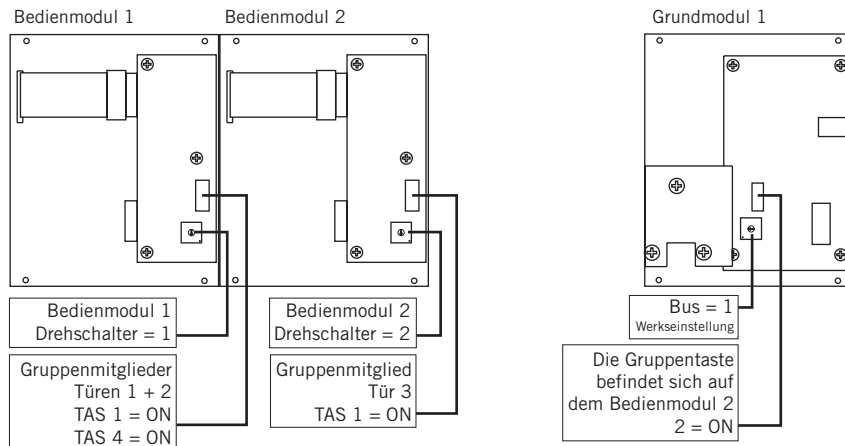 Bedienmodul 1
Bedienmodul 2
Grundmodul 1
Bedienmodul 1
Drehschalter = 1
Bedienmodul 2
Drehschalter = 2
Bus = 1
Werkseinstellung
Gruppenmitglieder
Türen 1 + 2
TAS 1 = ON
TAS 4 = ON
Gruppenmitglied
Tür 3
TAS 1 = ON
Die Gruppentaste
befindet sich auf
dem Bedienmodul 2
2 = ON